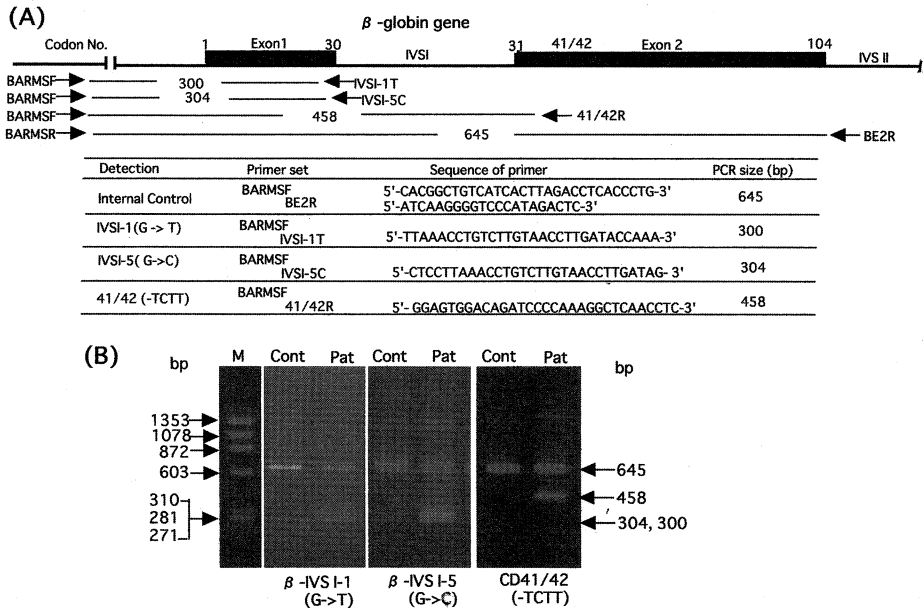 (A)
β -globin gene
Codon No. 1 Exon1 30 IVSI 31 41/42 Exon 2 104 IVS II
BARMSF 300 IVSI-1T
BARMSF 304 IVSI-5C
BARMSF 458 41/42R
BARMSR 645 BE2R
Detection Primer set Sequence of primer PCR size (bp)
Internal Control BARMSF BE2R 5'-CACGGCTGTCATCACTTAGACCTCACCCTG-3' 645
5'-ATCAAGGGGTCCCATAGACTC-3'
IVSI-1(G -> T) BARMSF IVSI-1T 5'-TTAAACCTGTCTTGTAACCTTGATACCAAA-3' 300
IVSI-5( G->C) BARMSF IVSI-5C 5'-CTCCTTAAACCTGTCTTGTAACCTTGATAG- 3' 304
41/42 (-TCTT) BARMSF 41/42R 5'- GGAGTGGACAGATCCCCAAAGGCTCAACCTC-3' 458
(B)
bp M Cont Pat Cont Pat Cont Pat bp
1353
1078
872
603
310
281
271
645
458
304, 300
β -IVS I-1 (G->T)
β -IVS I-5 (G->C)
CD41/42 (-TCTT)